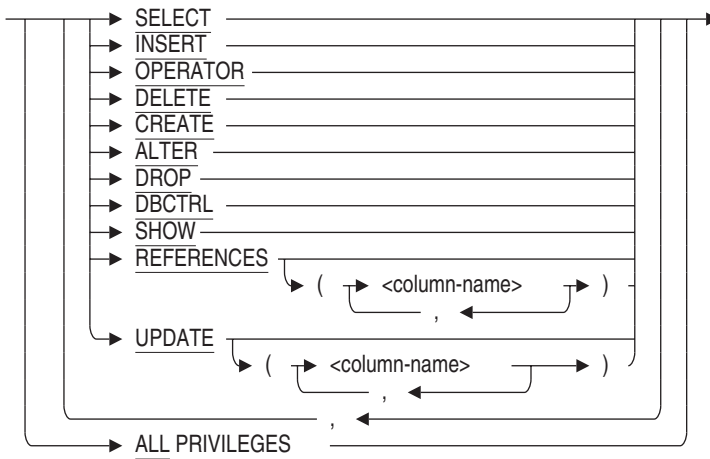 SELECT
INSERT
OPERATOR
DELETE
CREATE
ALTER
DROP
DBCTRL
SHOW
REFERENCES
( <column-name> )
,
UPDATE
( <column-name> )
,
,
ALL PRIVILEGES